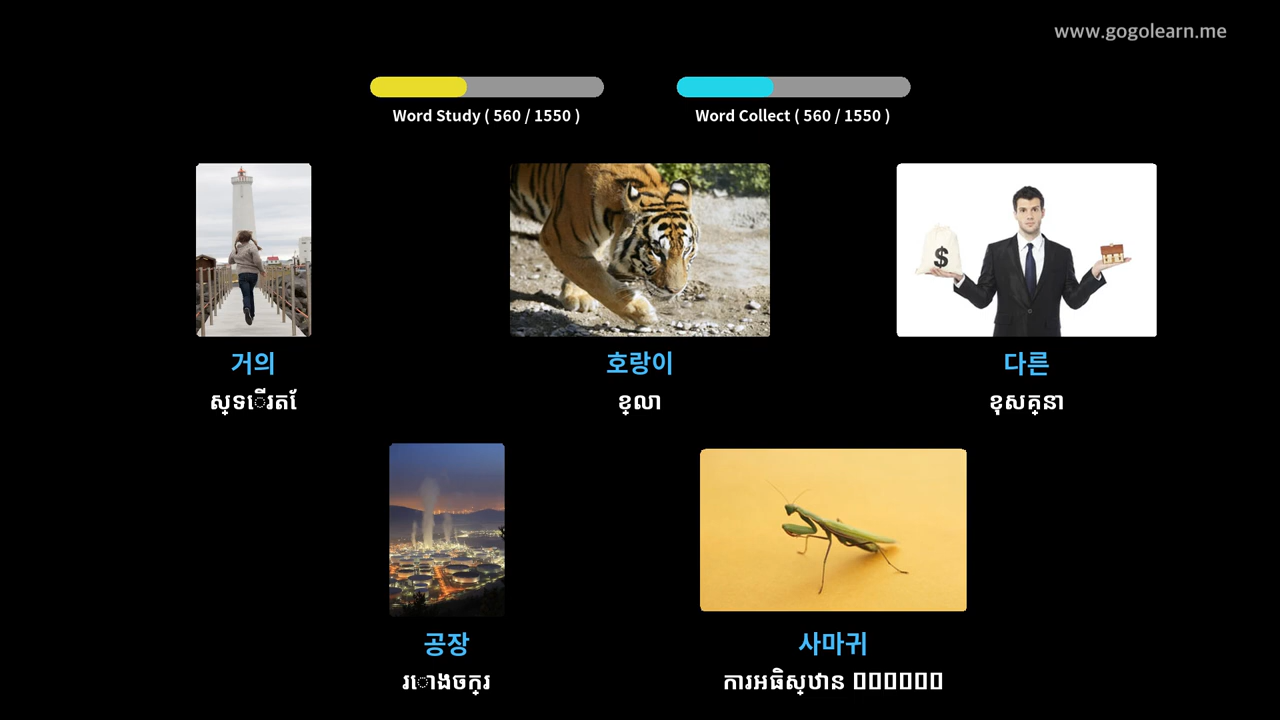 www.gogolearn.me
Word Study ( 560 / 1550 )
Word Collect ( 560 / 1550 )
거의
ស្ទើរតែ
호랑이
ខ្លា
다른
ខុសគ្នា
공장
រោងចក្រ
사마귀
ការអធិស្ឋាន
$